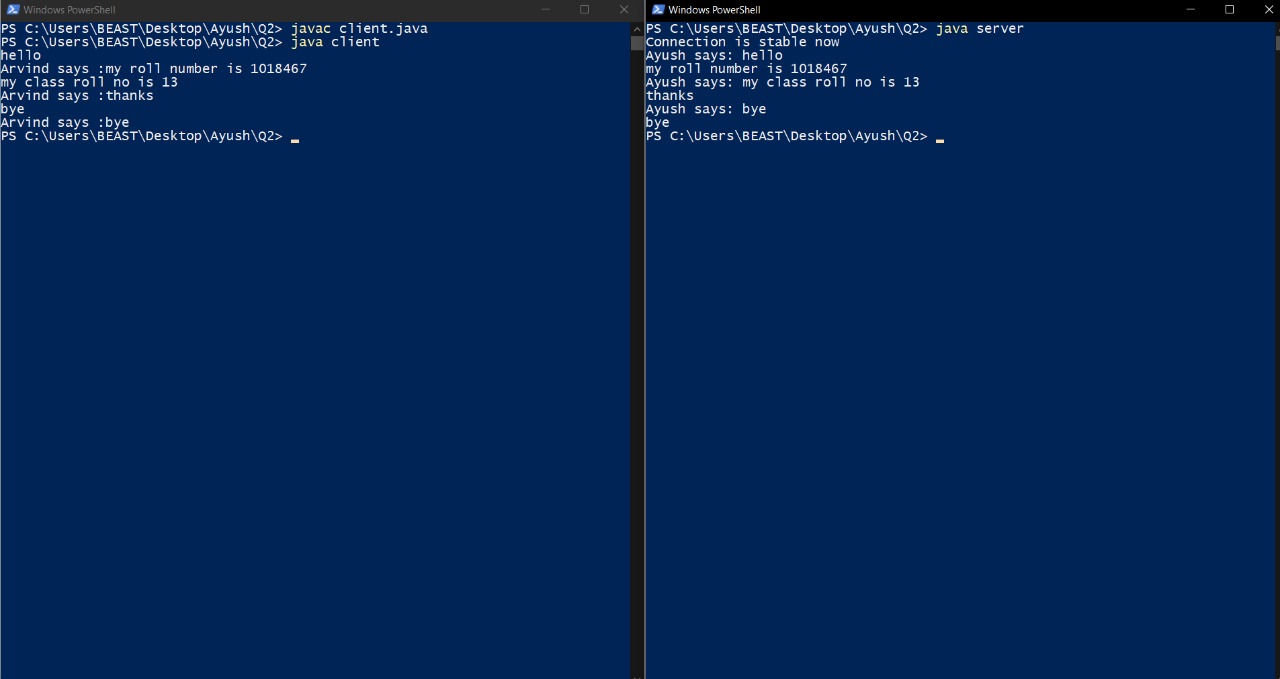 Windows PowerShell
PS C:\Users\BEAST\Desktop\Ayush\Q2> javac client.java
PS C:\Users\BEAST\Desktop\Ayush\Q2> java client
hello
Arvind says :my roll number is 1018467
my class roll no is 13
Arvind says :thanks
bye
Arvind says :bye
PS C:\Users\BEAST\Desktop\Ayush\Q2>
Windows PowerShell
PS C:\Users\BEAST\Desktop\Ayush\Q2> java server
Connection is stable now
Ayush says: hello
my roll number is 1018467
Ayush says: my class roll no is 13
thanks
Ayush says: bye
bye
PS C:\Users\BEAST\Desktop\Ayush\Q2>